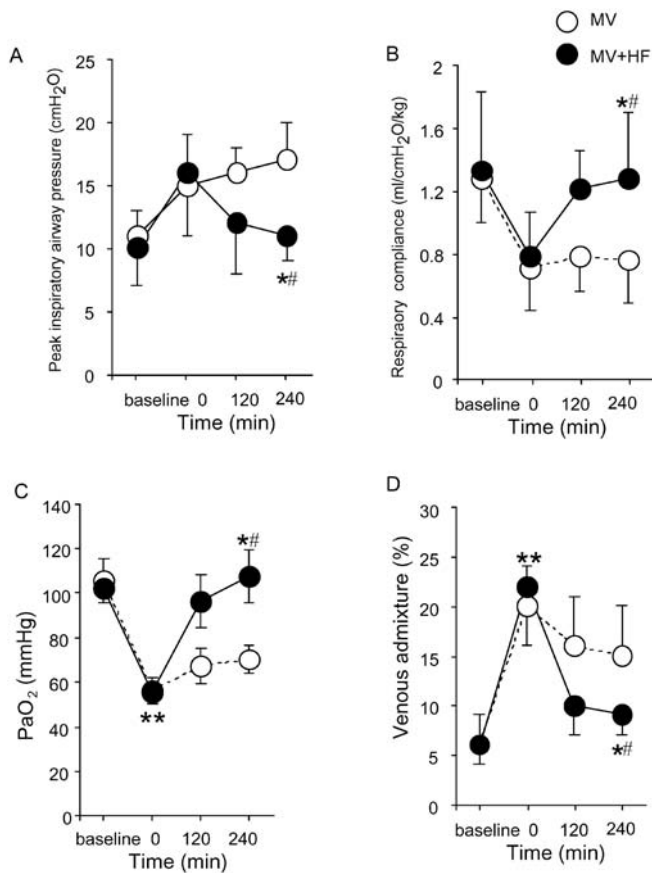 MV
MV+HF
A
Peak inspiratory airway pressure (cmH2O)
25
20
15
10
5
0
*#
baseline 0 120 240
Time (min)
B
Respiraory compliance (ml/cmH2O/kg)
1.6
1.2
0.8
0.4
0
*#
baseline 0 120 240
Time (min)
C
PaO2 (mmHg)
140
120
100
80
60
40
20
0
*#
**
baseline 0 120 240
Time (min)
D
Venous admixture (%)
30
25
20
15
10
5
0
**
*#
baseline 0 120 240
Time (min)